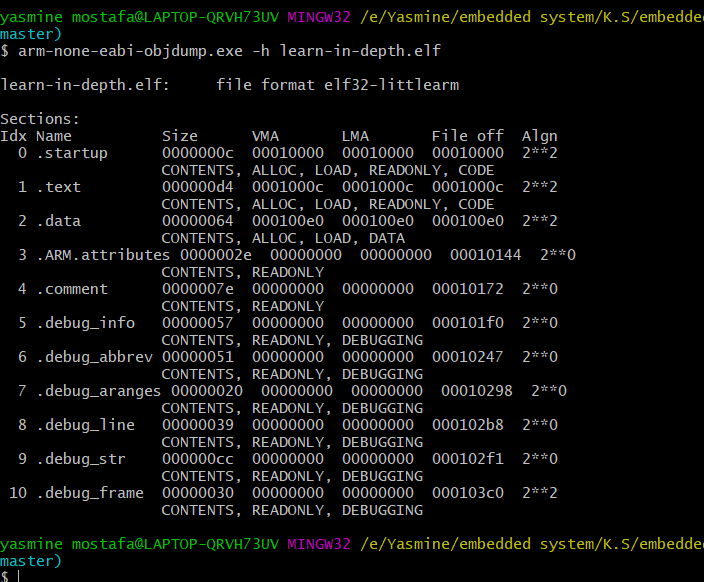 yasmine mostafa@LAPTOP-QRVH73UV MINGW32 /e/Yasmine/embedded system/K.S/embedded
master)
$ arm-none-eabi-objdump.exe -h learn-in-depth.elf
learn-in-depth.elf:     file format elf32-littlearm
Sections:
Idx Name          Size      VMA       LMA       File off  Algn
  0 .startup      0000000c  00010000  00010000  00010000  2**2
                  CONTENTS, ALLOC, LOAD, READONLY, CODE
  1 .text         000000d4  0001000c  0001000c  0001000c  2**2
                  CONTENTS, ALLOC, LOAD, READONLY, CODE
  2 .data         00000064  000100e0  000100e0  000100e0  2**2
                  CONTENTS, ALLOC, LOAD, DATA
  3 .ARM.attributes 0000002e  00000000  00000000  00010144  2**0
                  CONTENTS, READONLY
  4 .comment      0000007e  00000000  00000000  00010172  2**0
                  CONTENTS, READONLY
  5 .debug_info   00000057  00000000  00000000  000101f0  2**0
                  CONTENTS, READONLY, DEBUGGING
  6 .debug_abbrev 00000051  00000000  00000000  00010247  2**0
                  CONTENTS, READONLY, DEBUGGING
  7 .debug_aranges 00000020  00000000  00000000  00010298  2**0
                  CONTENTS, READONLY, DEBUGGING
  8 .debug_line   00000039  00000000  00000000  000102b8  2**0
                  CONTENTS, READONLY, DEBUGGING
  9 .debug_str    000000cc  00000000  00000000  000102f1  2**0
                  CONTENTS, READONLY, DEBUGGING
 10 .debug_frame  00000030  00000000  00000000  000103c0  2**2
                  CONTENTS, READONLY, DEBUGGING
yasmine mostafa@LAPTOP-QRVH73UV MINGW32 /e/Yasmine/embedded system/K.S/embedded
master)
$